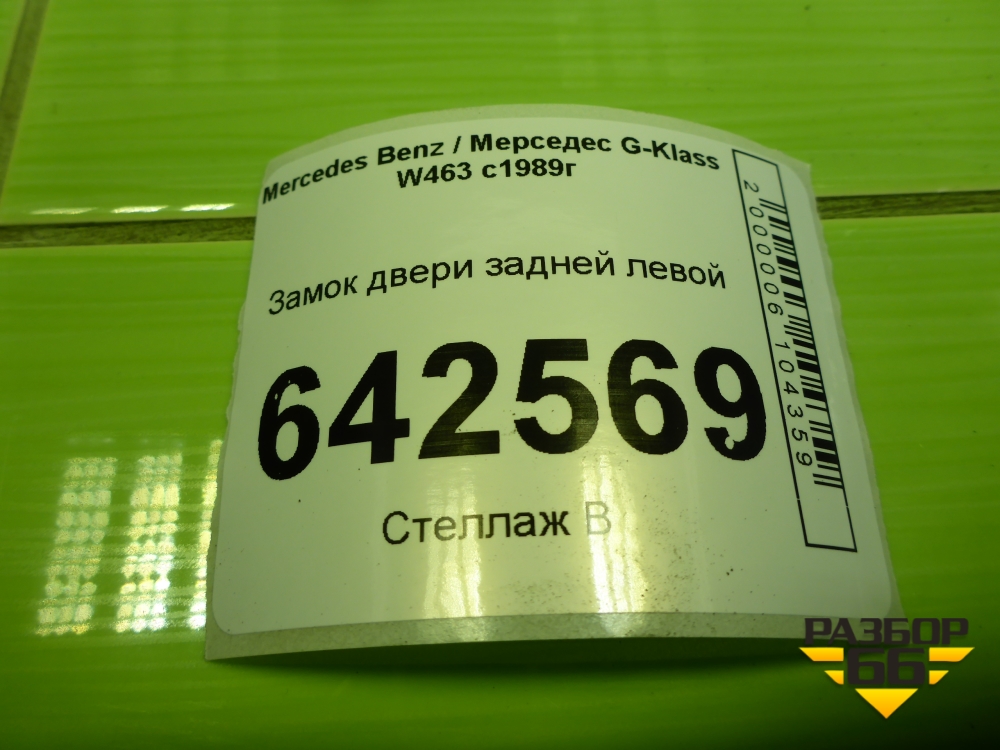 Mercedes Benz / Мерседес G-Klass
W463 с1989г
Замок двери задней левой
642569
Стеллаж В
2000006104359
РАЗБОР
66